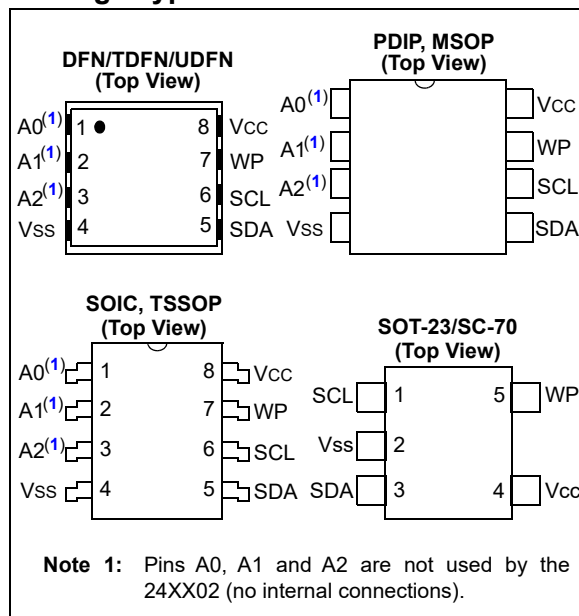 DFN/TDFN/UDFN
(Top View)
A0(1) 1 8 VCC
A1(1) 2 7 WP
A2(1) 3 6 SCL
VSS 4 5 SDA
PDIP, MSOP
(Top View)
A0(1) VCC
A1(1) WP
A2(1) SCL
VSS SDA
SOIC, TSSOP
(Top View)
A0(1) 1 8 VCC
A1(1) 2 7 WP
A2(1) 3 6 SCL
VSS 4 5 SDA
SOT-23/SC-70
(Top View)
SCL 1 5 WP
Vss 2
SDA 3 4 Vcc
Note 1: Pins A0, A1 and A2 are not used by the
24XX02 (no internal connections).